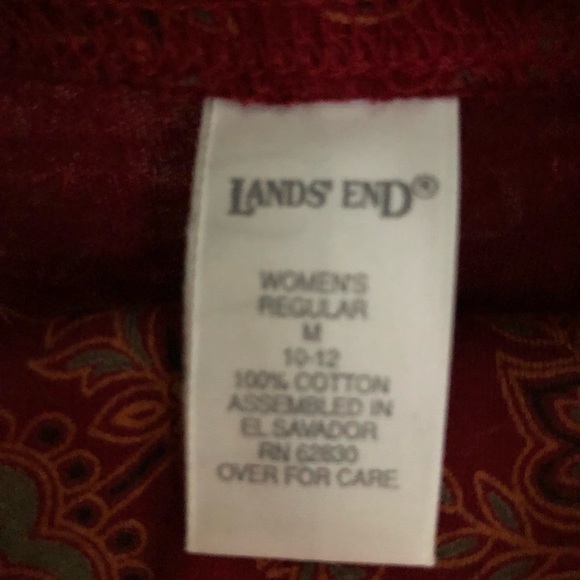 LANDS' END®
WOMEN'S
REGULAR
M
10-12
100% COTTON
ASSEMBLED IN
EL SAVADOR
RN 62830
OVER FOR CARE